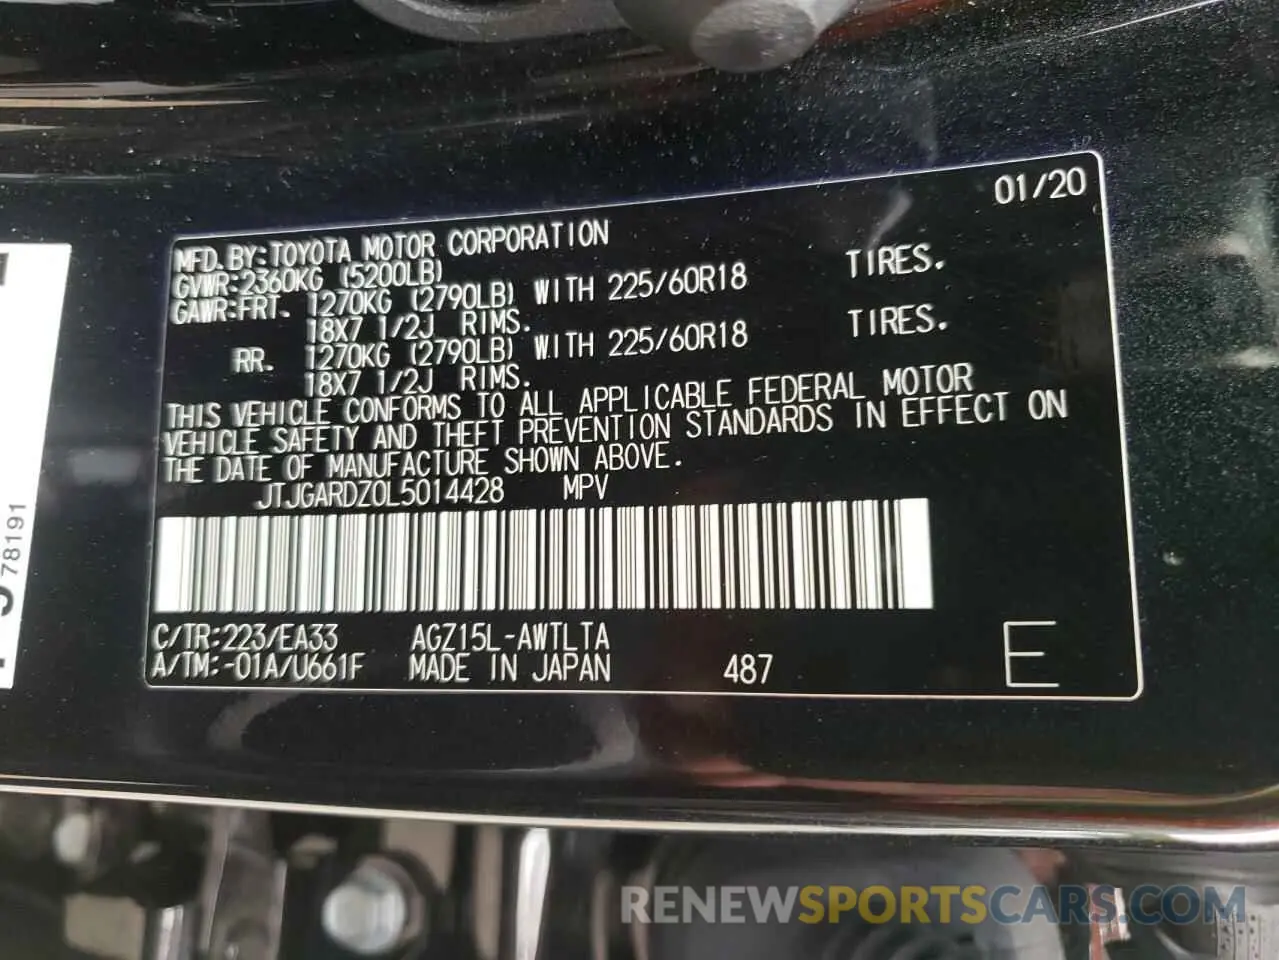 01/20
MFD.BY:TOYOTA MOTOR CORPORATION
GVWR:2360KG (5200LB)
GAWR:FRT. 1270KG (2790LB) WITH 225/60R18 TIRES.
18X7 1/2J RIMS.
RR. 1270KG (2790LB) WITH 225/60R18 TIRES.
18X7 1/2J RIMS.
THIS VEHICLE CONFORMS TO ALL APPLICABLE FEDERAL MOTOR
VEHICLE SAFETY AND THEFT PREVENTION STANDARDS IN EFFECT ON
THE DATE OF MANUFACTURE SHOWN ABOVE.
JTJGARDZ0L5014428 MPV
C/TR:223/EA33 AGZ15L-AWTLTA
A/TM:-01A/U661F MADE IN JAPAN 487 E
78191
RENEWSPORTSCARS.COM